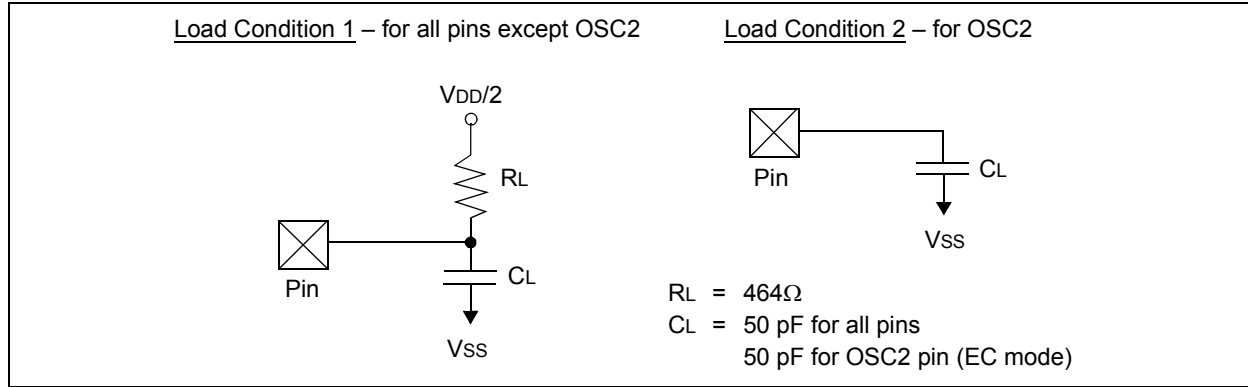 Load Condition 1 – for all pins except OSC2
Load Condition 2 – for OSC2
VDD/2
RL
Pin
CL
VSS
Pin
CL
VSS
RL = 464Ω
CL = 50 pF for all pins
50 pF for OSC2 pin (EC mode)